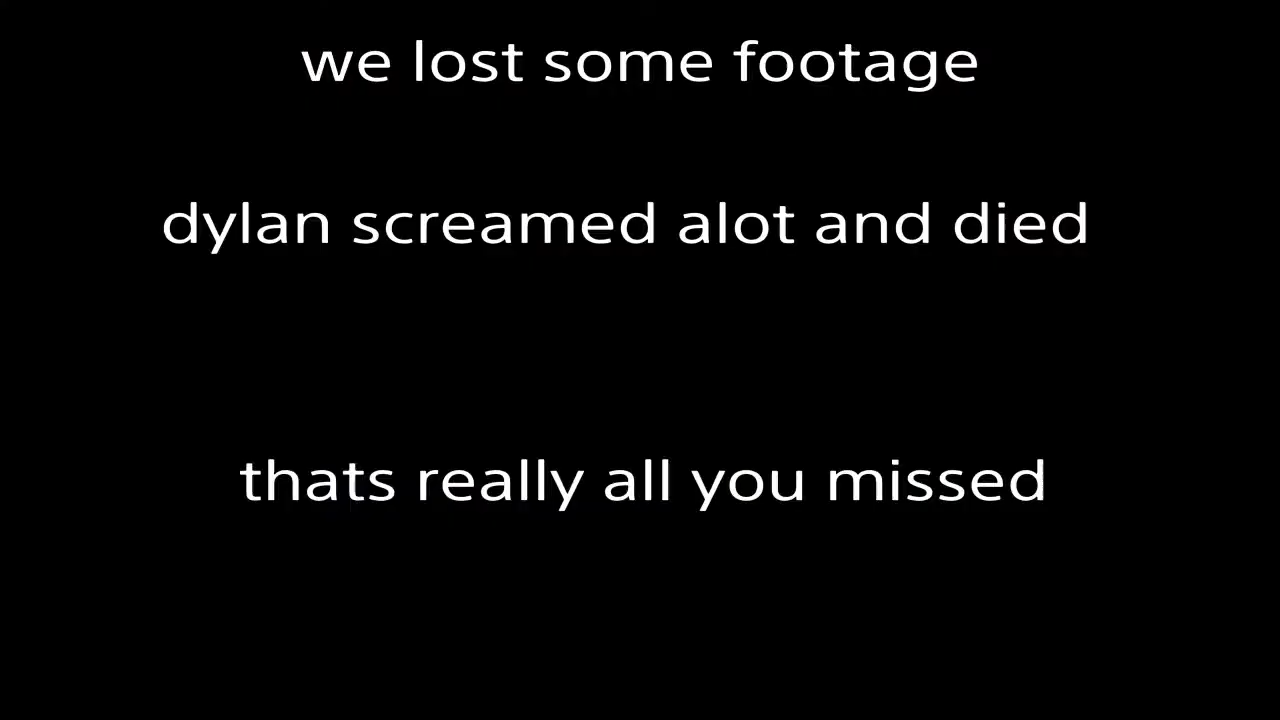 we lost some footage
dylan screamed alot and died
thats really all you missed